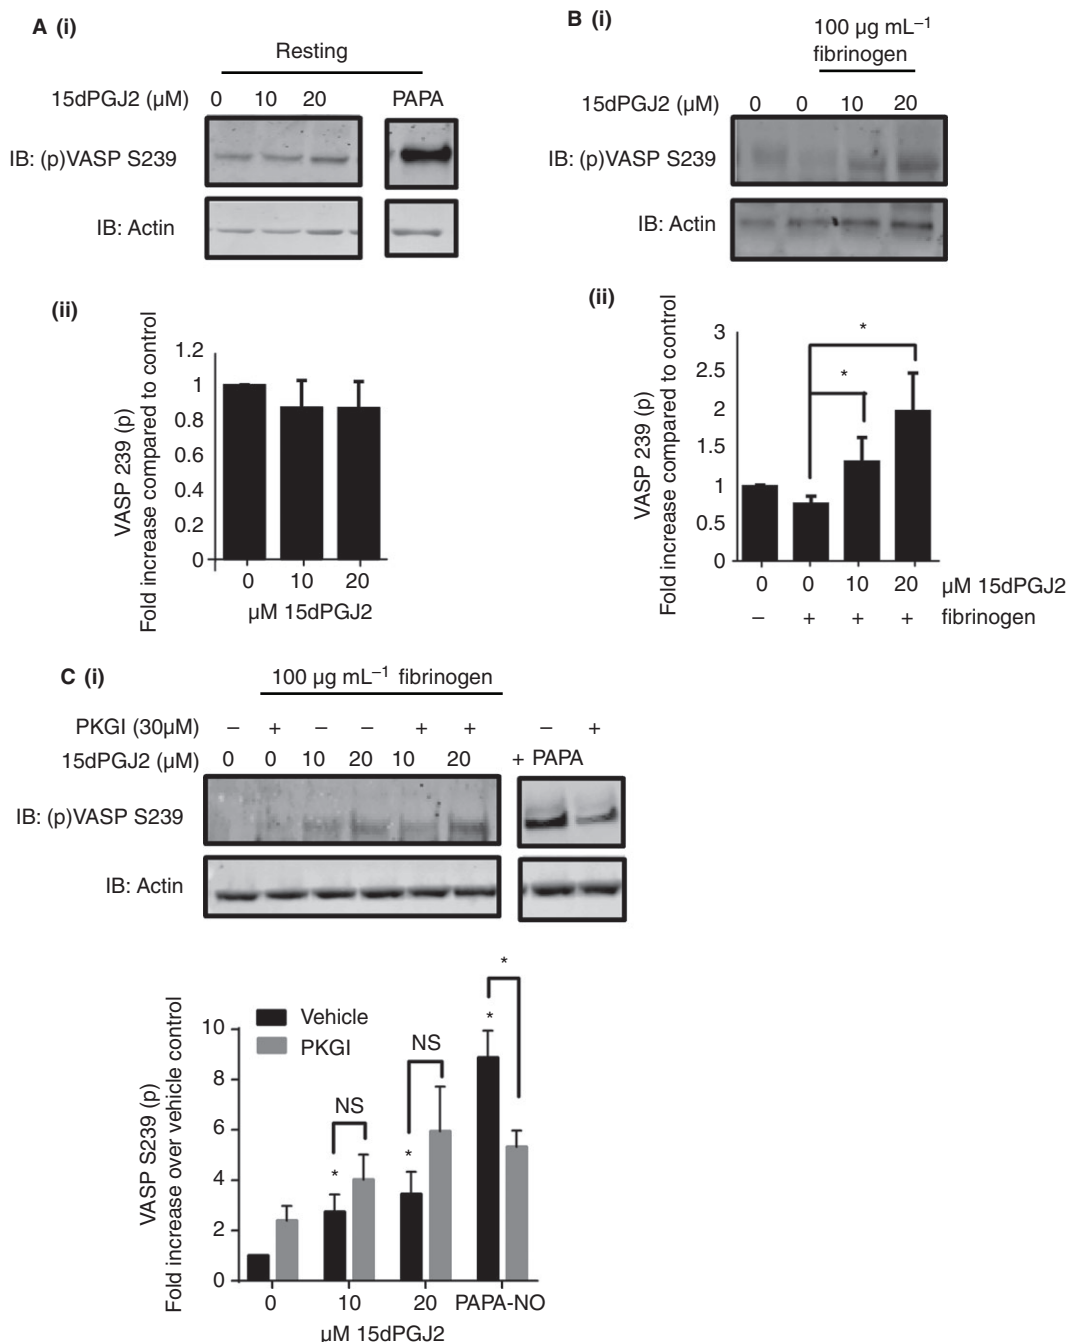 A (i)
Resting
15dPGJ2 (µM) 0 10 20 PAPA
IB: (p)VASP S239
IB: Actin
(ii)
VASP 239 (p)
Fold increase compared to control
1.2
1
0.8
0.6
0.4
0.2
0
0 10 20
µM 15dPGJ2
B (i)
100 µg mL⁻¹
fibrinogen
15dPGJ2 (µM) 0 0 10 20
IB: (p)VASP S239
IB: Actin
(ii)
VASP 239 (p)
Fold increase compared to control
3
2.5
2
1.5
1
0.5
0
*
*
0 0 10 20 µM 15dPGJ2
– + + + fibrinogen
C (i)
100 µg mL⁻¹ fibrinogen
PKGI (30µM) – + – – + + – +
15dPGJ2 (µM) 0 0 10 20 10 20 + PAPA
IB: (p)VASP S239
IB: Actin
VASP S239 (p)
Fold increase over vehicle control
10
8
6
4
2
0
Vehicle
PKGI
NS
*
NS
*
*
*
0 10 20 PAPA-NO
µM 15dPGJ2